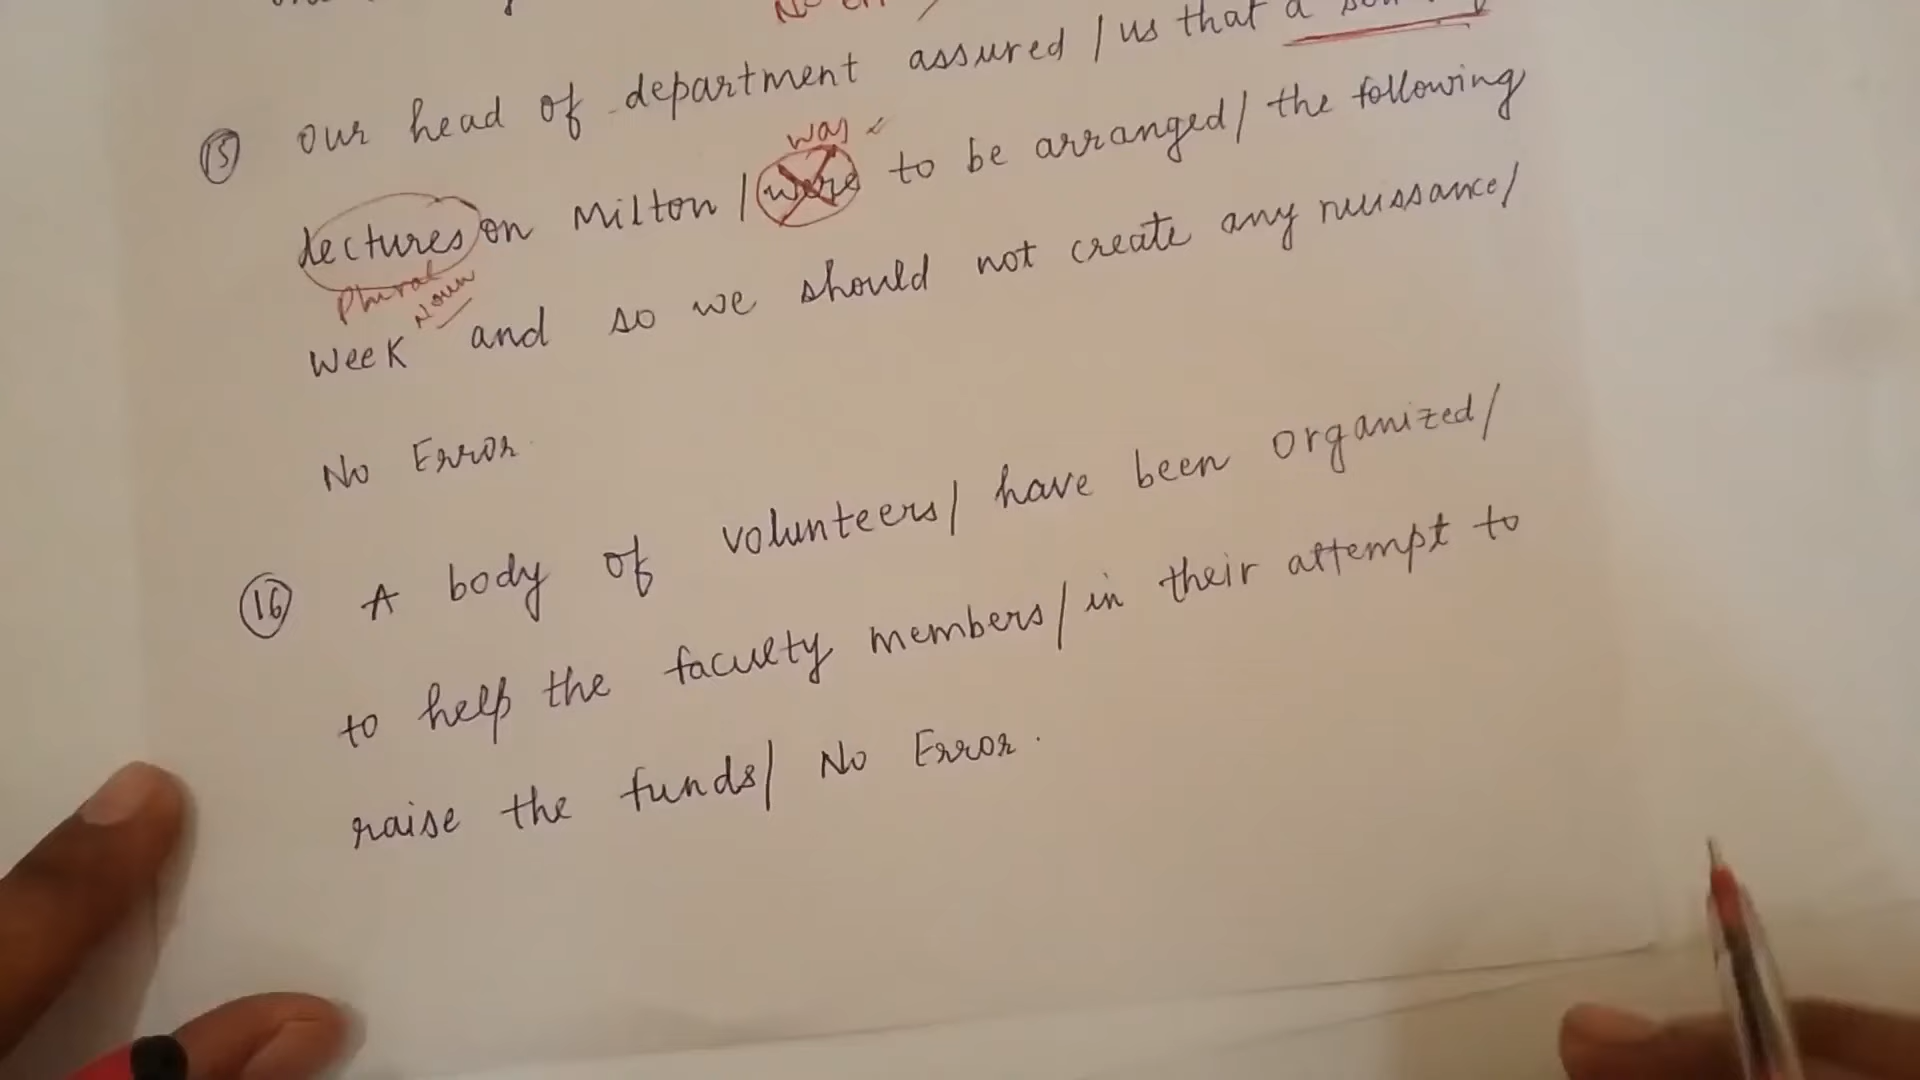 15 our head of department assured / us that a
was
lectures on Milton / were to be arranged / the following
Plural
Noun
week and so we should not create any nuissance /
No Error
16 A body of volunteers / have been organized /
to help the faculty members / in their attempt to
raise the funds / No Error.